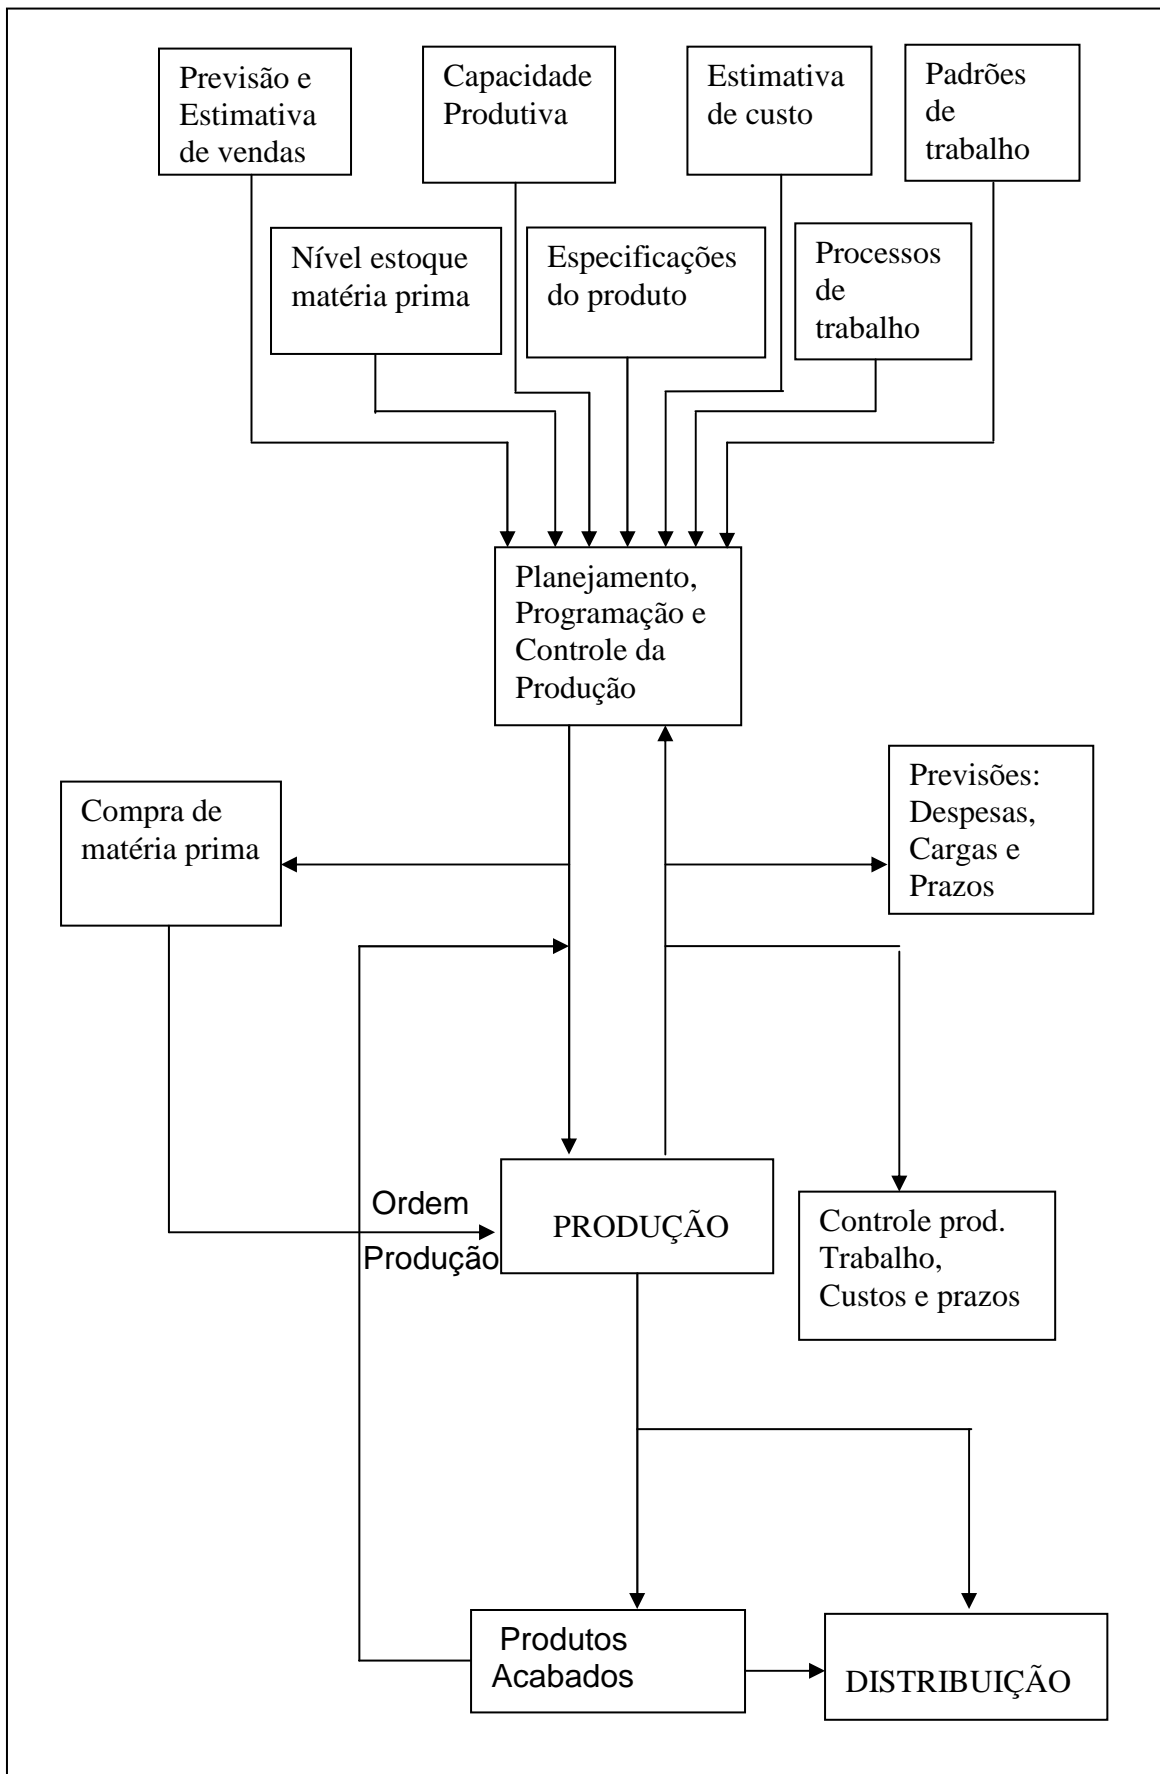 Previsão e
Estimativa
de vendas
Capacidade
Produtiva
Estimativa
de custo
Padrões
de
trabalho
Nível estoque
matéria prima
Especificações
do produto
Processos
de
trabalho
Planejamento,
Programação e
Controle da
Produção
Compra de
matéria prima
Previsões:
Despesas,
Cargas e
Prazos
Ordem
Produção
PRODUÇÃO
Controle prod.
Trabalho,
Custos e prazos
Produtos
Acabados
DISTRIBUIÇÃO